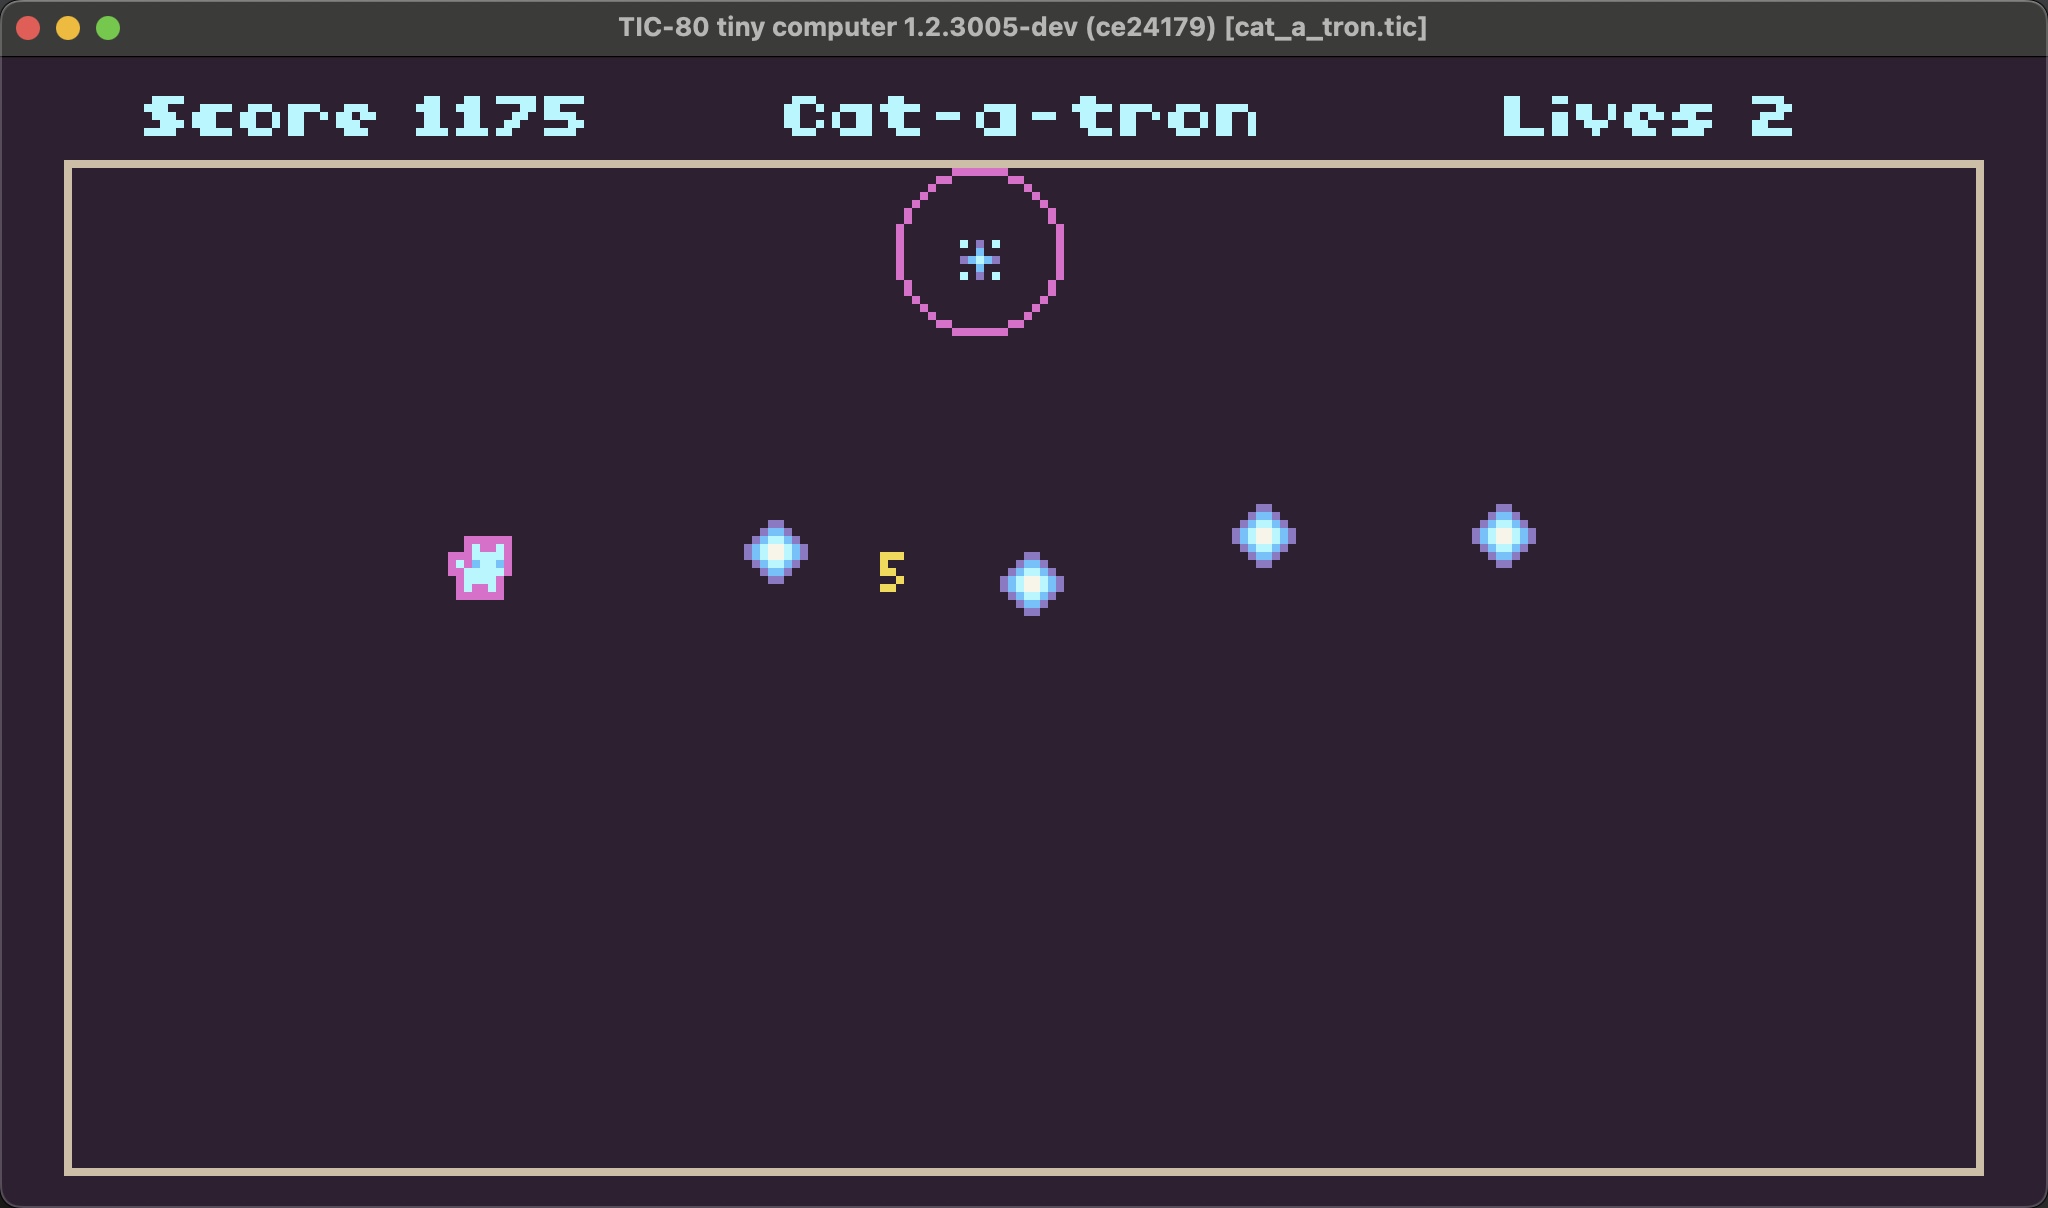 TIC-80 tiny computer 1.2.3005-dev (ce24179) [cat_a_tron.tic]
Score 1175 Cat-a-tron Lives 2
5